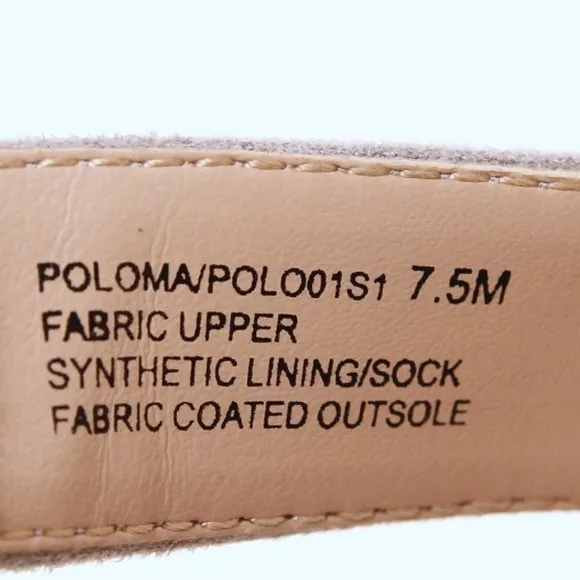 POLOMA/POLO01S1 7.5M
FABRIC UPPER
SYNTHETIC LINING/SOCK
FABRIC COATED OUTSOLE